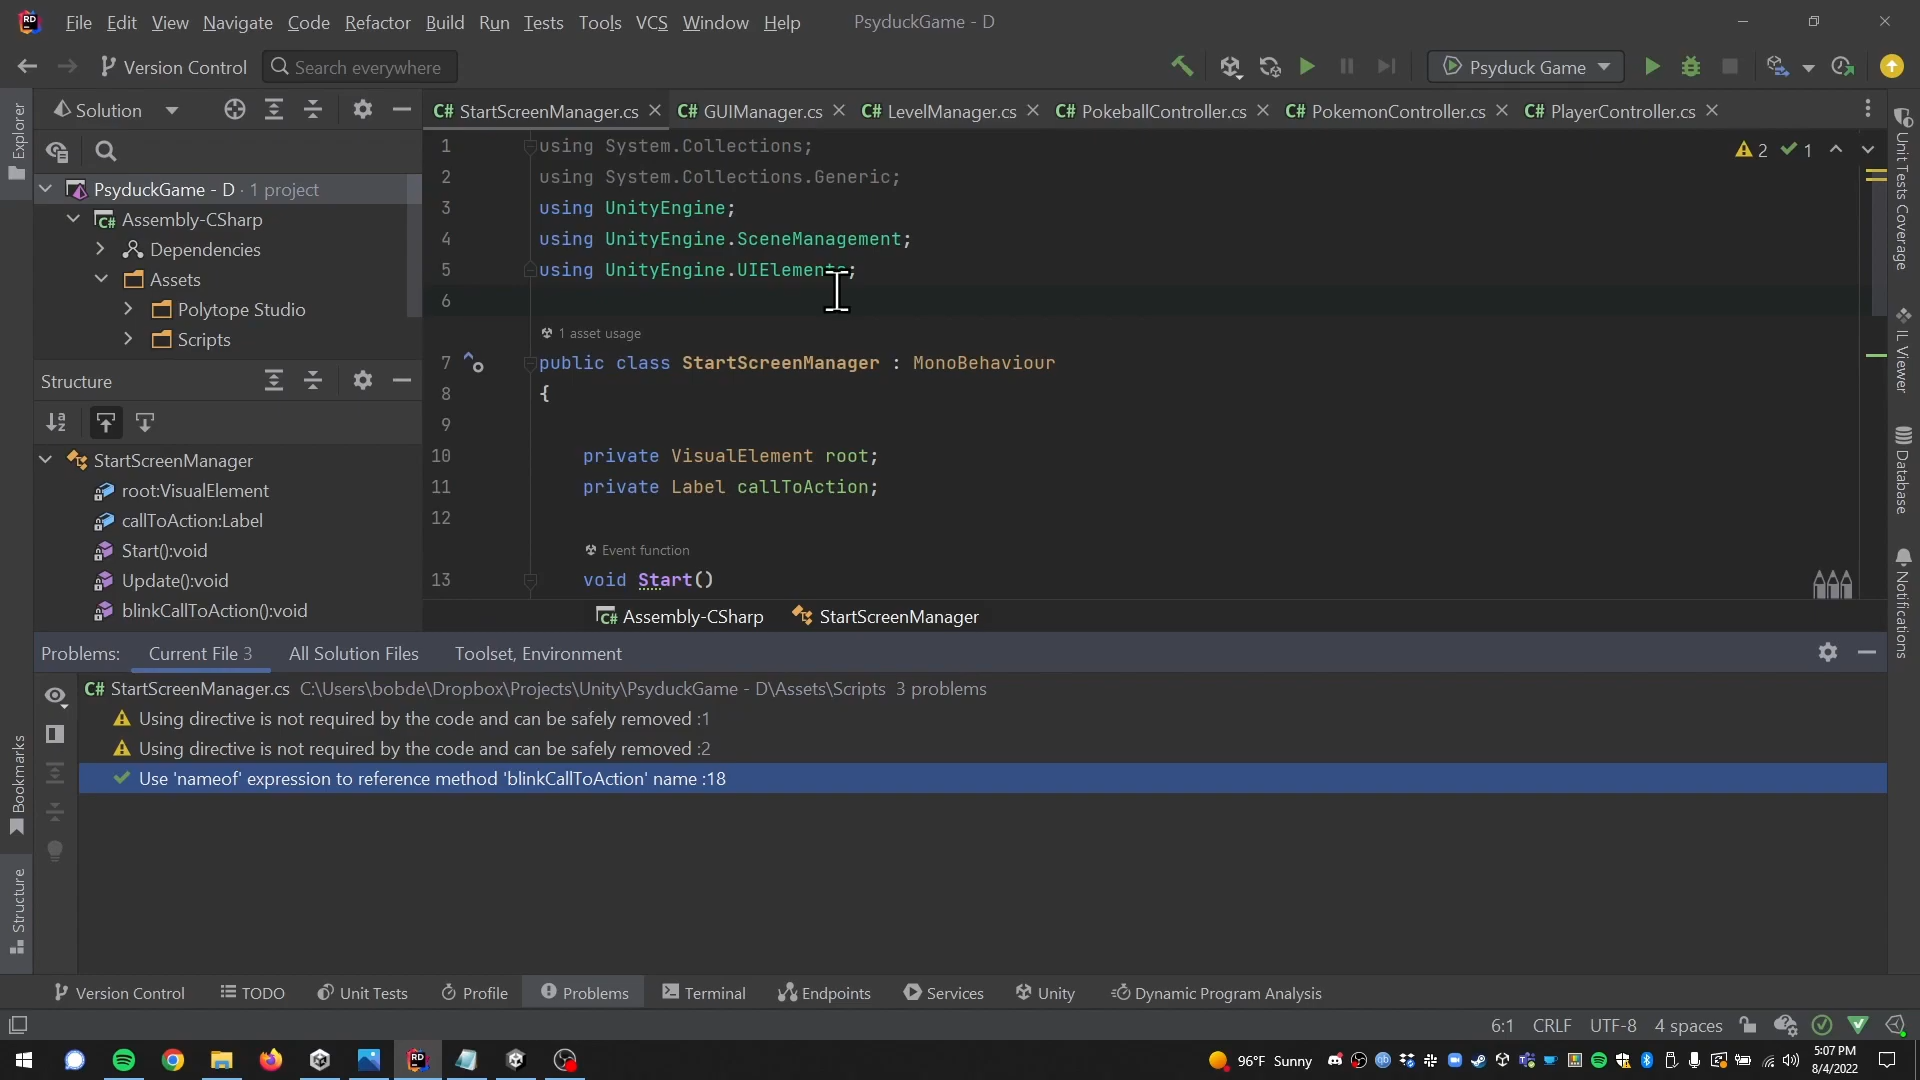 File Edit View Navigate Code Refactor Build Run Tests Tools VCS Window Help PsyduckGame - D
Version Control Search everywhere Psyduck Game
Explorer
Solution
C# StartScreenManager.cs C# GUIManager.cs C# LevelManager.cs C# PokeballController.cs C# PokemonController.cs C# PlayerController.cs
PsyduckGame - D · 1 project
Assembly-CSharp
Dependencies
Assets
Polytope Studio
Scripts
1 using System.Collections;
2 using System.Collections.Generic;
3 using UnityEngine;
4 using UnityEngine.SceneManagement;
5 using UnityEngine.UIElements;
6
1 asset usage
7 public class StartScreenManager : MonoBehaviour
8 {
9
10 private VisualElement root;
11 private Label callToAction;
12
Event function
13 void Start()
2 1
Structure
StartScreenManager
root:VisualElement
callToAction:Label
Start():void
Update():void
blinkCallToAction():void
Assembly-CSharp StartScreenManager
Unit Tests Coverage
IL Viewer
Database
Notifications
Problems: Current File 3 All Solution Files Toolset, Environment
C# StartScreenManager.cs C:\Users\bobde\Dropbox\Projects\Unity\PsyduckGame - D\Assets\Scripts 3 problems
Using directive is not required by the code and can be safely removed :1
Using directive is not required by the code and can be safely removed :2
Use 'nameof' expression to reference method 'blinkCallToAction' name :18
Bookmarks
Structure
Version Control TODO Unit Tests Profile Problems Terminal Endpoints Services Unity Dynamic Program Analysis
6:1 CRLF UTF-8 4 spaces
96°F Sunny
5:07 PM
8/4/2022